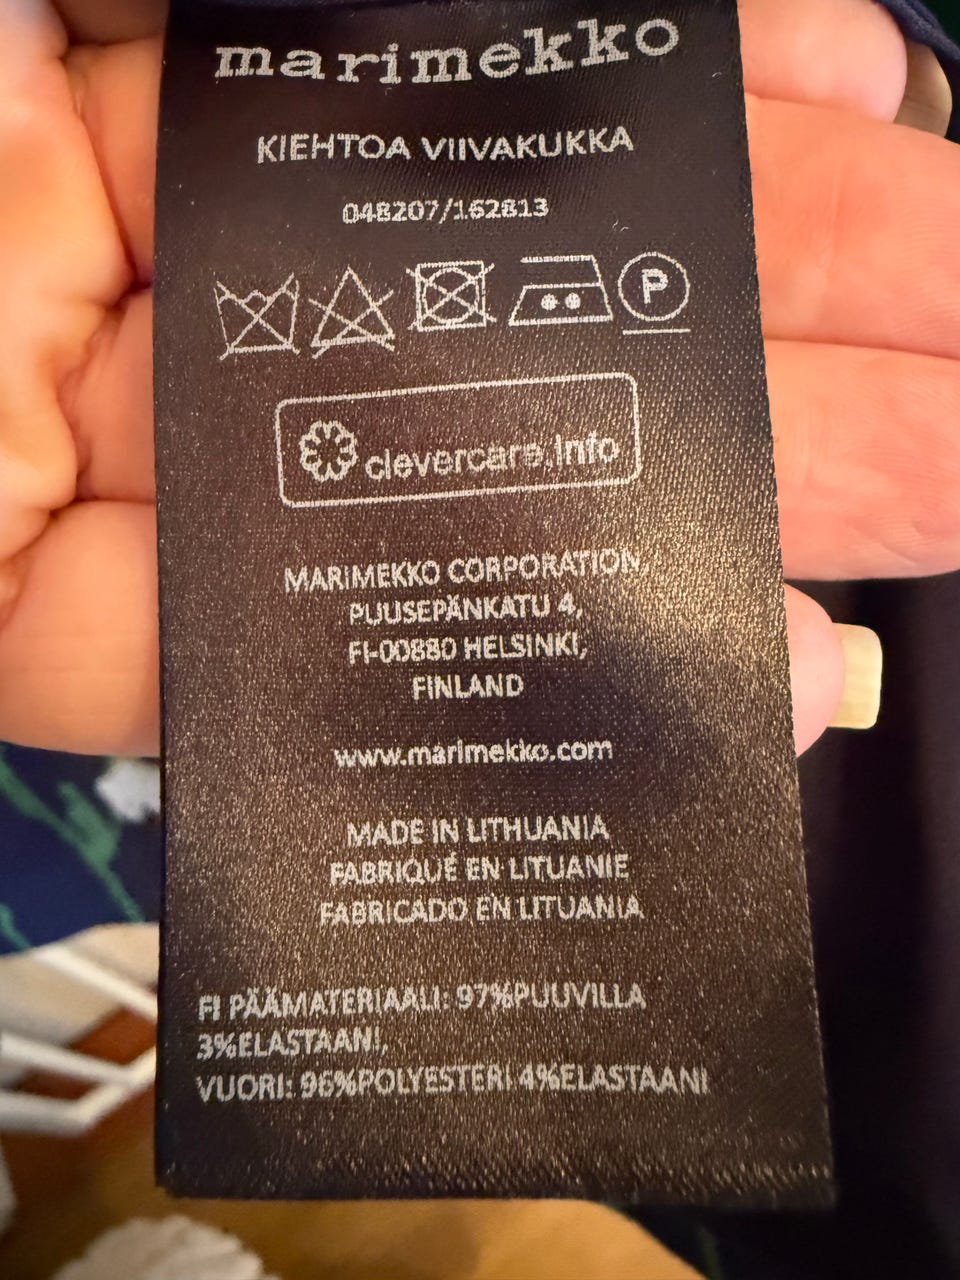 marimekko
KIEHTOA VIIVAKUKKA
048207/162813
P
clevercare.info
MARIMEKKO CORPORATION,
PUUSEPÄNKATU 4,
FI-00880 HELSINKI,
FINLAND
www.marimekko.com
MADE IN LITHUANIA
FABRIQUÉ EN LITUANIE
FABRICADO EN LITUANIA
FI PÄÄMATERIAALI: 97%PUUVILLA
3%ELASTAANI,
VUORI: 96%POLYESTERI 4%ELASTAANI